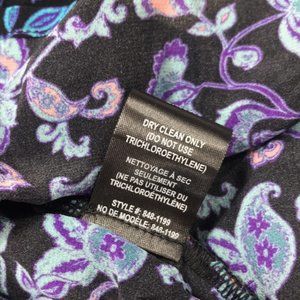 DRY CLEAN ONLY
(DO NOT USE
TRICHLOROETHYLENE)
NETTOYAGE À SEC
SEULEMENT
(NE PAS UTILISER DU
TRICHLOROETHYLÈNE)
STYLE #: 848-1199
NO DE MODÈLE: 848-1199